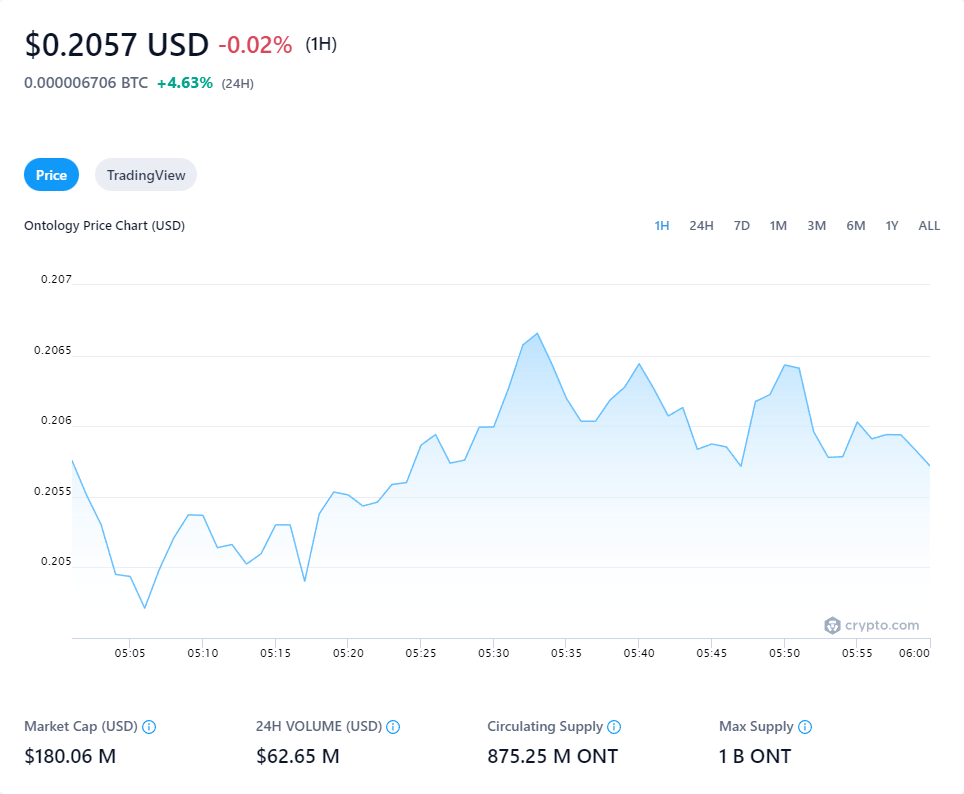 $0.2057 USD -0.02% (1H)
0.000006706 BTC +4.63% (24H)
Price TradingView
Ontology Price Chart (USD) 1H 24H 7D 1M 3M 6M 1Y ALL
0.207
0.2065
0.206
0.2055
0.205
crypto.com
05:05 05:10 05:15 05:20 05:25 05:30 05:35 05:40 05:45 05:50 05:55 06:00
Market Cap (USD) 24H VOLUME (USD) Circulating Supply Max Supply
$180.06 M $62.65 M 875.25 M ONT 1 B ONT